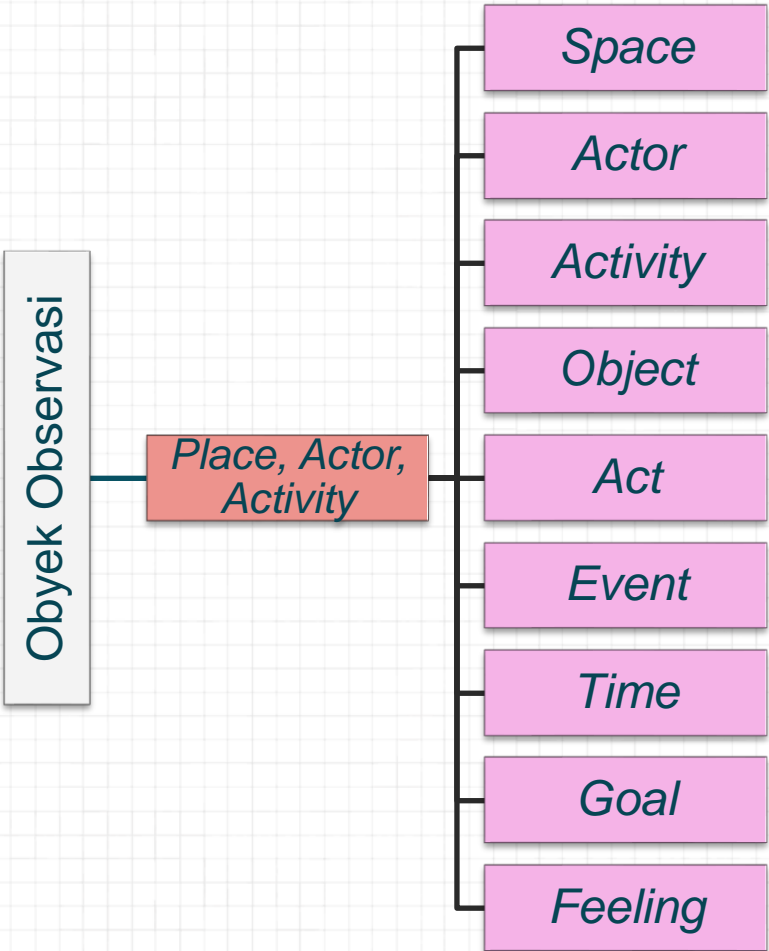 Obyek Observasi
Place, Actor,
Activity
Space
Actor
Activity
Object
Act
Event
Time
Goal
Feeling